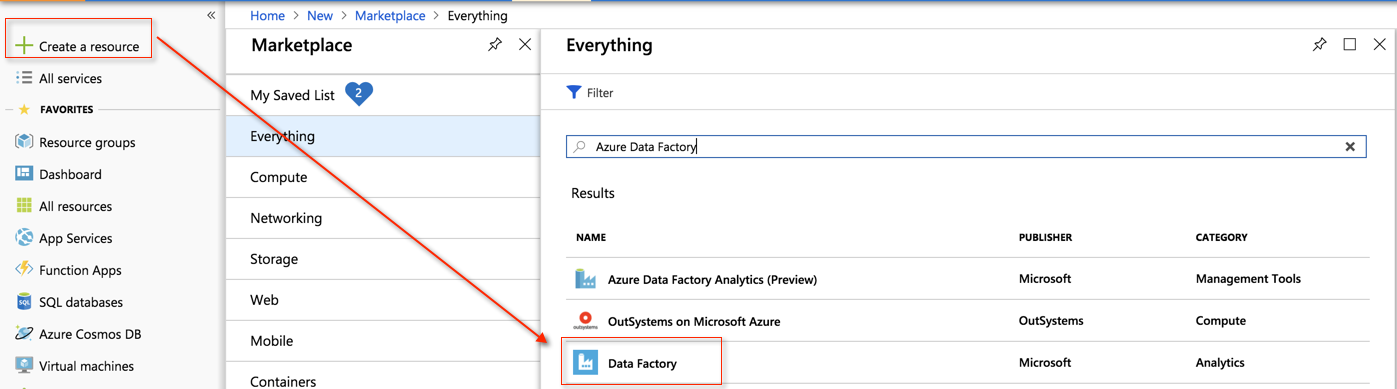 «
Home > New > Marketplace > Everything
Create a resource
All services
FAVORITES
Resource groups
Dashboard
All resources
App Services
Function Apps
SQL databases
Azure Cosmos DB
Virtual machines
Marketplace
My Saved List 2
Everything
Compute
Networking
Storage
Web
Mobile
Containers
Everything
Filter
Azure Data Factory
Results
NAME PUBLISHER CATEGORY
Azure Data Factory Analytics (Preview) Microsoft Management Tools
outsystems OutSystems on Microsoft Azure OutSystems Compute
Data Factory Microsoft Analytics